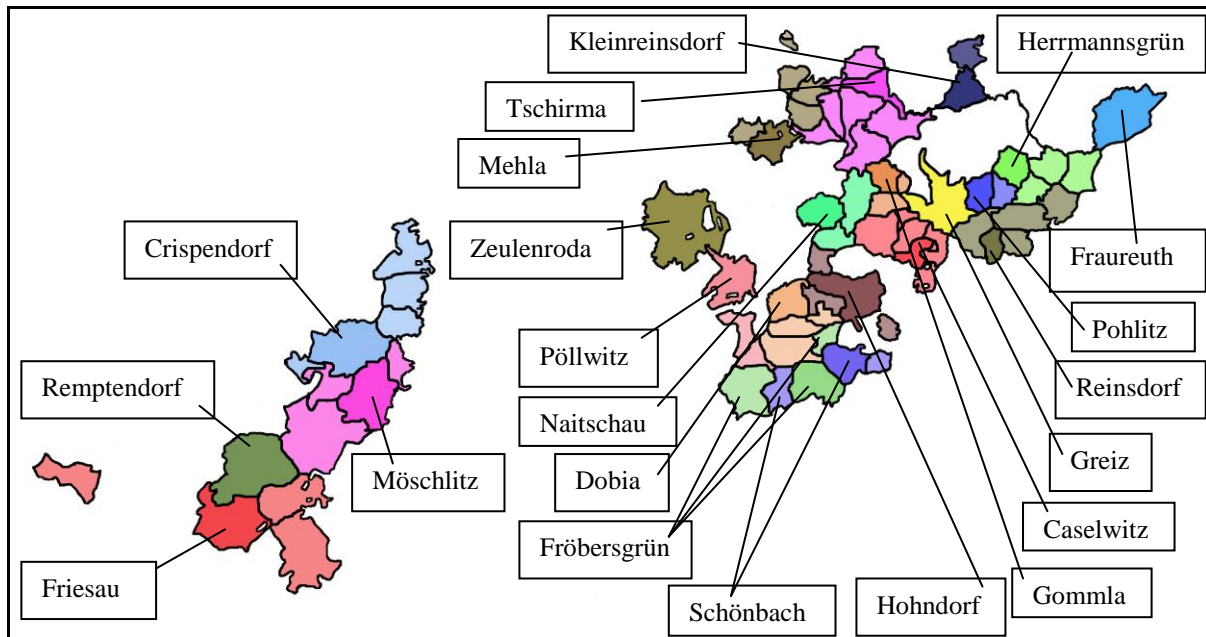 Kleinreinsdorf
Herrmannsgrün
Tschirma
Mehla
Crispendorf
Zeulenroda
Fraureuth
Pöllwitz
Pohlitz
Remptendorf
Reinsdorf
Naitschau
Möschlitz
Dobia
Greiz
Fröbersgrün
Caselwitz
Friesau
Schönbach
Hohndorf
Gommla